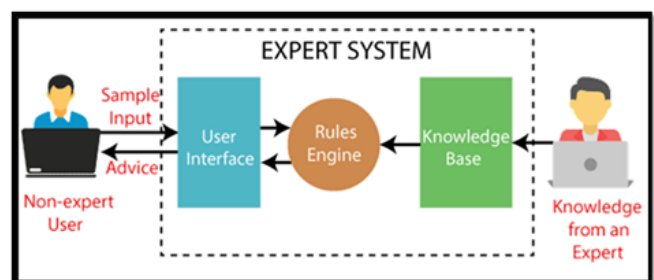 EXPERT SYSTEM
Sample
Input
Advice
Non-expert
User
User
Interface
Rules
Engine
Knowledge
Base
Knowledge
from an
Expert